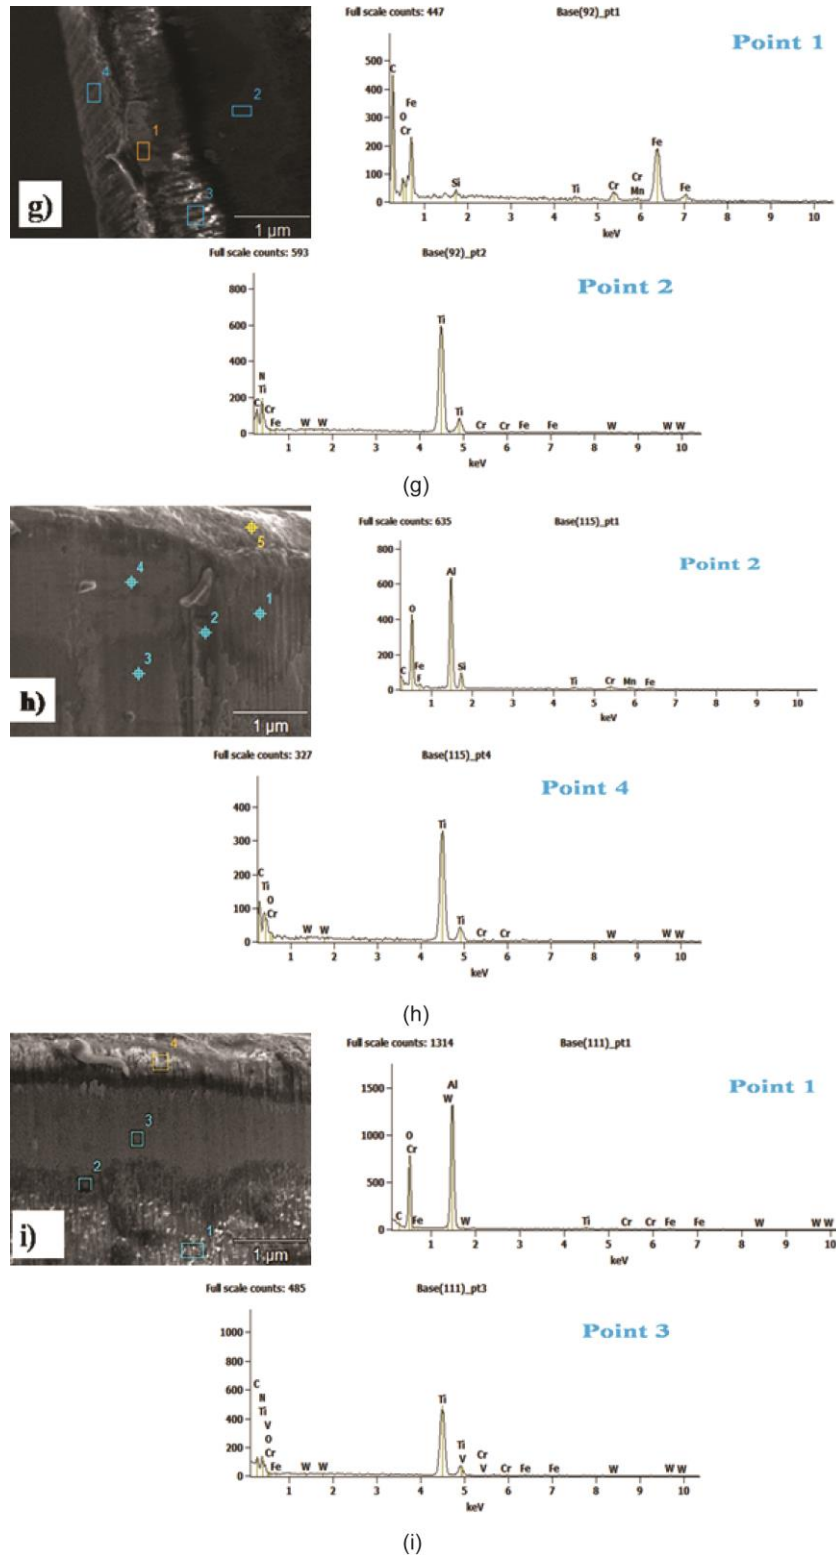 Full scale counts: 447
Base(92)_pt1
Point 1
500
400
300
200
100
0
C
O
Fe
Cr
Si
Ti
Cr
Cr
Mn
Fe
Fe
1 2 3 4 5 6 7 8 9 10
keV
4
2
1
3
g)
1 µm
Full scale counts: 593
Base(92)_pt2
Point 2
800
600
400
200
0
C
N
Ti
Cr
Fe
W W
Ti
Ti
Cr Cr Fe Fe W W W
1 2 3 4 5 6 7 8 9 10
keV
(g)
5
4
1
2
3
h)
1 µm
Full scale counts: 635
Base(115)_pt1
Point 2
800
600
400
200
0
C
O
Fe
F
Al
Si
Ti Cr Mn Fe
1 2 3 4 5 6 7 8 9 10
keV
Full scale counts: 327
Base(115)_pt4
Point 4
400
300
200
100
0
C
Ti
O
Cr
W W
Ti
Ti
Cr Cr W W W
1 2 3 4 5 6 7 8 9 10
keV
(h)
4
3
2
1
i)
1 µm
Full scale counts: 1314
Base(111)_pt1
Point 1
1500
1000
500
0
C
O
Cr
Fe
Al
W
W
Ti Cr Cr Fe Fe W W W
1 2 3 4 5 6 7 8 9 10
keV
Full scale counts: 485
Base(111)_pt3
Point 3
1000
800
600
400
200
0
C
N
Ti
V
O
Cr
Fe
W W
Ti
Ti
V
Cr
V
Cr Fe Fe W W W
1 2 3 4 5 6 7 8 9 10
keV
(i)